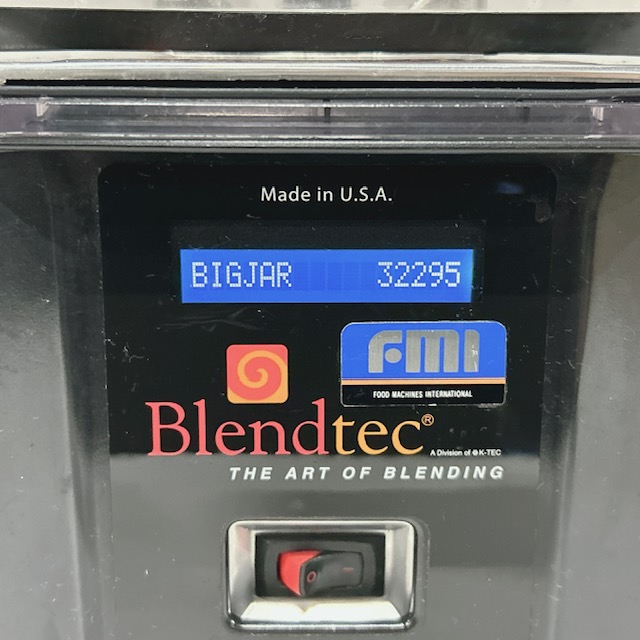 Made in U.S.A.
BIGJAR 32295
FMI
FOOD MACHINES INTERNATIONAL
Blendtec®
A Division of K-TEC
THE ART OF BLENDING